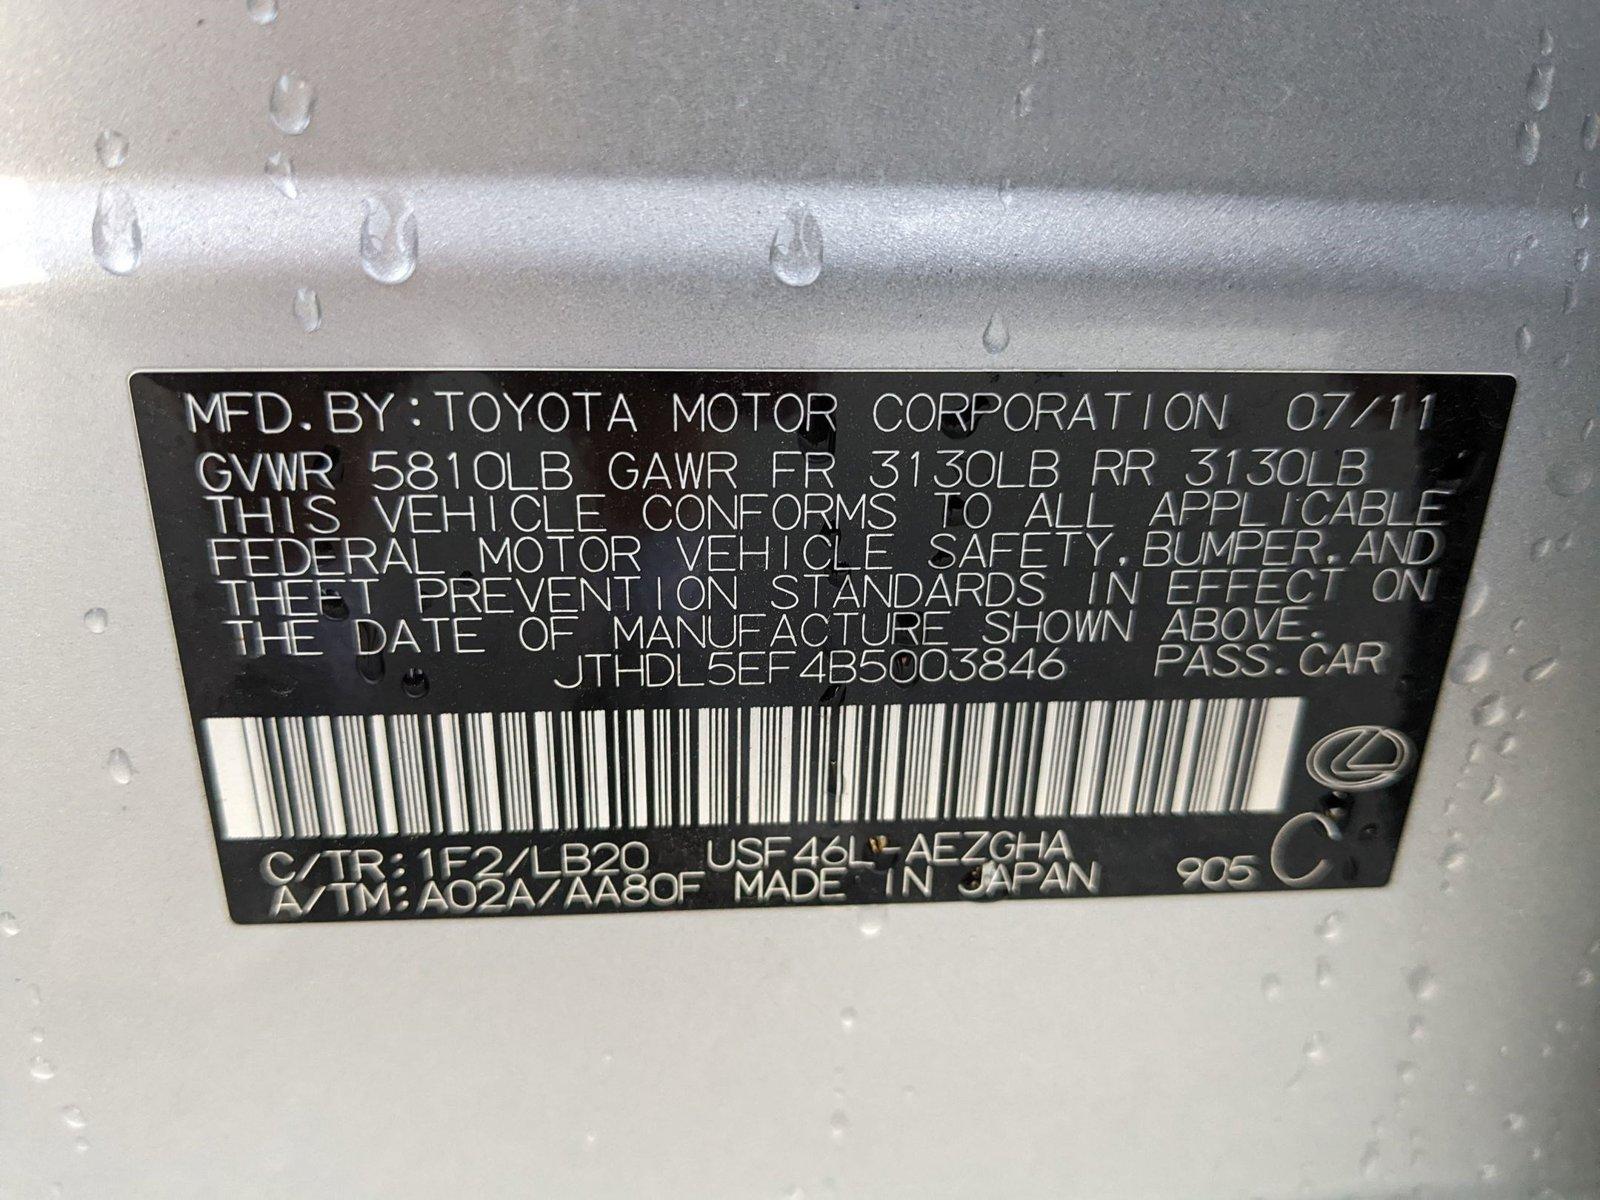 MFD. BY: TOYOTA MOTOR CORPORATION 07/11
GVWR 5810LB GAWR FR 3130LB RR 3130LB
THIS VEHICLE CONFORMS TO ALL APPLICABLE
FEDERAL MOTOR VEHICLE SAFETY, BUMPER, AND
THEFT PREVENTION STANDARDS IN EFFECT ON
THE DATE OF MANUFACTURE SHOWN ABOVE.
JTHDL5EF4B5003846 PASS. CAR
C/TR: 1F2/LB20 USF46L-AEZGHA
A/TM: A02A/AA80F MADE IN JAPAN 905 C